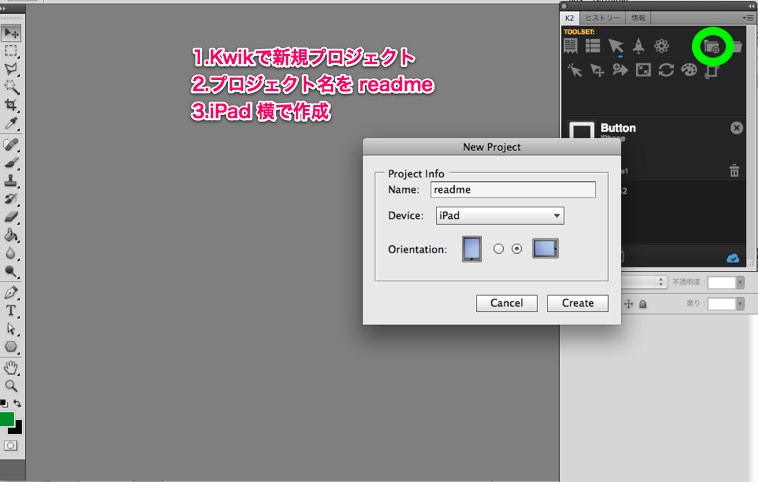 K2 ヒストリー 情報
TOOLSET:
1.Kwikで新規プロジェクト
2.プロジェクト名を readme
3.iPad 横で作成
Button
New Project
Project Info
Name: readme
Device: iPad
Orientation:
Cancel Create
不透明度:
塗り: